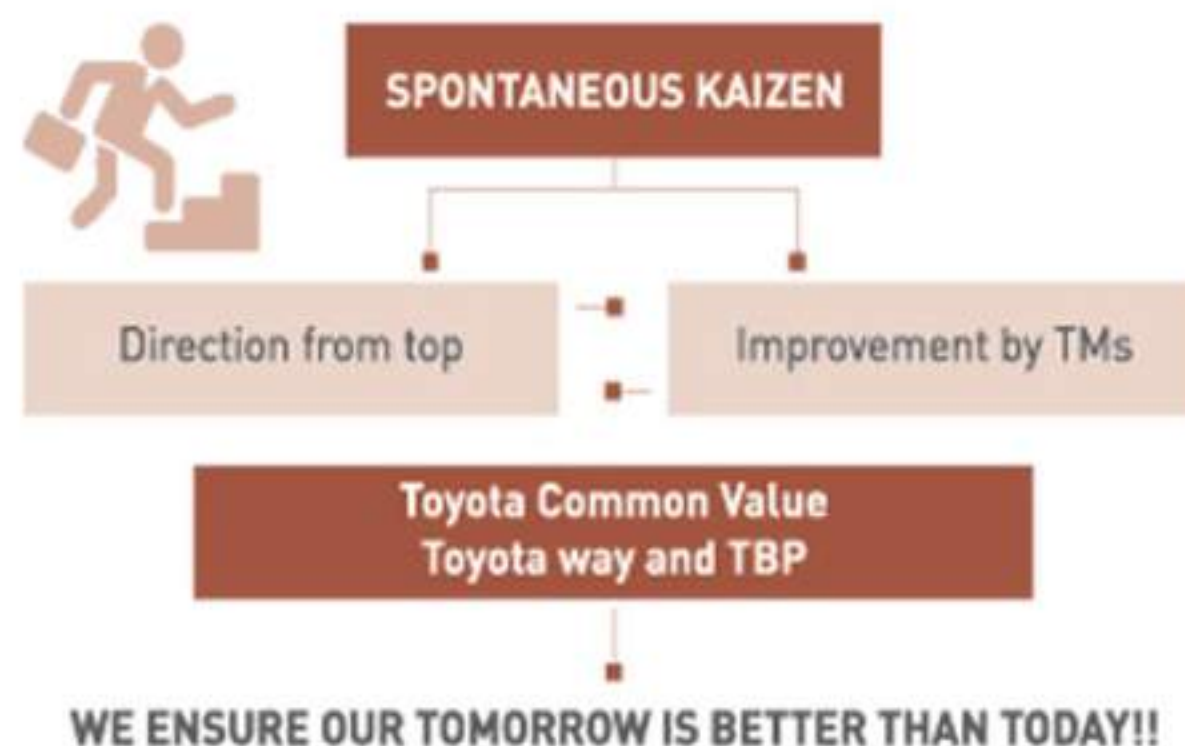 SPONTANEOUS KAIZEN
Direction from top
Improvement by TMs
Toyota Common Value
Toyota way and TBP
WE ENSURE OUR TOMORROW IS BETTER THAN TODAY!!